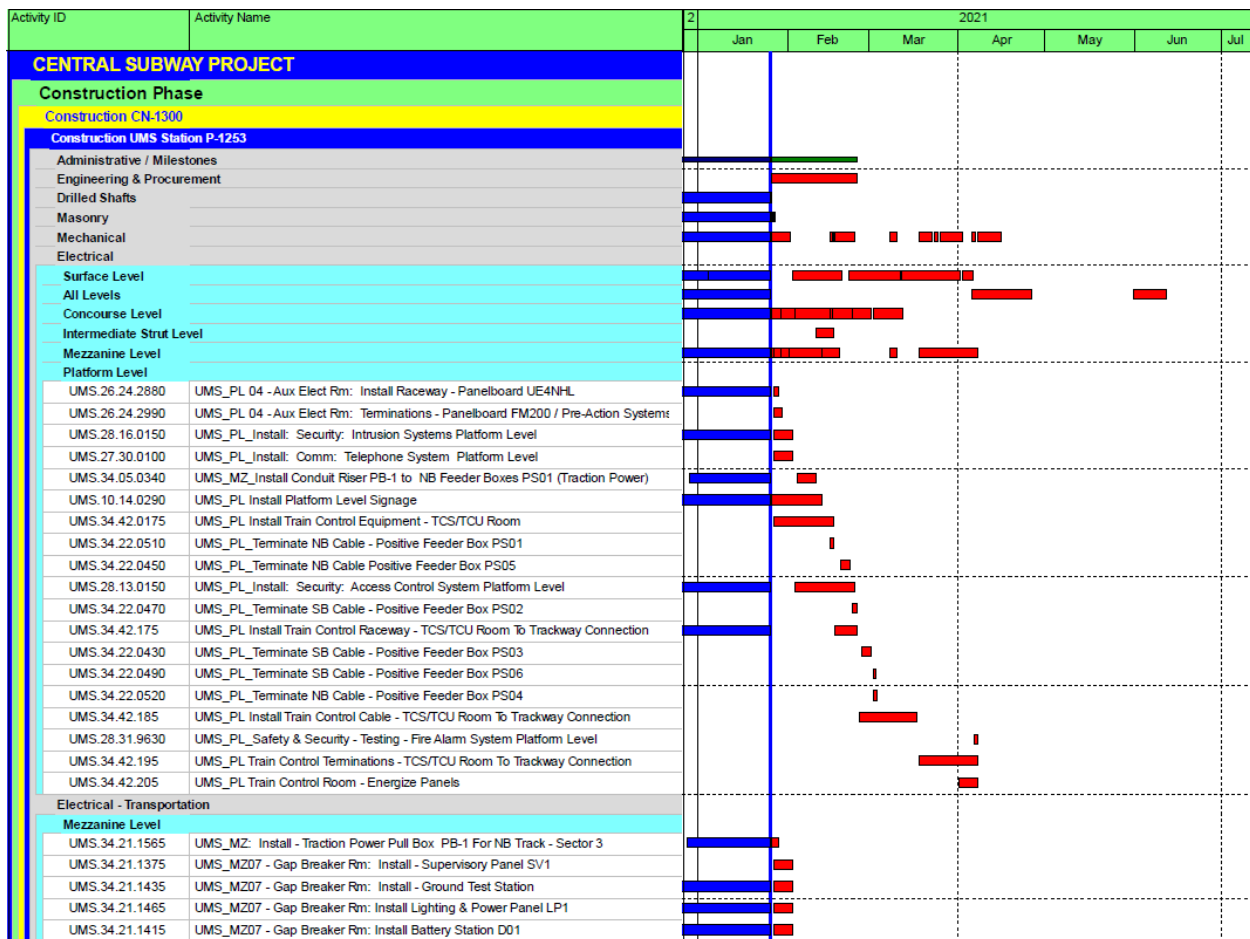 Activity ID Activity Name 2 2021
Jan Feb Mar Apr May Jun Jul
CENTRAL SUBWAY PROJECT
Construction Phase
Construction CN-1300
Construction UMS Station P-1253
Administrative / Milestones
Engineering & Procurement
Drilled Shafts
Masonry
Mechanical
Electrical
Surface Level
All Levels
Concourse Level
Intermediate Strut Level
Mezzanine Level
Platform Level
UMS.26.24.2880 UMS_PL 04 -Aux Elect Rm: Install Raceway - Panelboard UE4NHL
UMS.26.24.2990 UMS_PL 04 -Aux Elect Rm: Terminations - Panelboard FM200 / Pre-Action Systems
UMS.28.16.0150 UMS_PL_Install: Security: Intrusion Systems Platform Level
UMS.27.30.0100 UMS_PL_Install: Comm: Telephone System Platform Level
UMS.34.05.0340 UMS_MZ_Install Conduit Riser PB-1 to NB Feeder Boxes PS01 (Traction Power)
UMS.10.14.0290 UMS_PL Install Platform Level Signage
UMS.34.42.0175 UMS_PL Install Train Control Equipment - TCS/TCU Room
UMS.34.22.0510 UMS_PL_Terminate NB Cable - Positive Feeder Box PS01
UMS.34.22.0450 UMS_PL_Terminate NB Cable Positive Feeder Box PS05
UMS.28.13.0150 UMS_PL_Install: Security: Access Control System Platform Level
UMS.34.22.0470 UMS_PL_Terminate SB Cable - Positive Feeder Box PS02
UMS.34.42.175 UMS_PL Install Train Control Raceway - TCS/TCU Room To Trackway Connection
UMS.34.22.0430 UMS_PL_Terminate SB Cable - Positive Feeder Box PS03
UMS.34.22.0490 UMS_PL_Terminate SB Cable - Positive Feeder Box PS06
UMS.34.22.0520 UMS_PL_Terminate NB Cable - Positive Feeder Box PS04
UMS.34.42.185 UMS_PL Install Train Control Cable - TCS/TCU Room To Trackway Connection
UMS.28.31.9630 UMS_PL_Safety & Security - Testing - Fire Alarm System Platform Level
UMS.34.42.195 UMS_PL Train Control Terminations - TCS/TCU Room To Trackway Connection
UMS.34.42.205 UMS_PL Train Control Room - Energize Panels
Electrical - Transportation
Mezzanine Level
UMS.34.21.1565 UMS_MZ: Install - Traction Power Pull Box PB-1 For NB Track - Sector 3
UMS.34.21.1375 UMS_MZ07 - Gap Breaker Rm: Install - Supervisory Panel SV1
UMS.34.21.1435 UMS_MZ07 - Gap Breaker Rm: Install - Ground Test Station
UMS.34.21.1465 UMS_MZ07 - Gap Breaker Rm: Install Lighting & Power Panel LP1
UMS.34.21.1415 UMS_MZ07 - Gap Breaker Rm: Install Battery Station D01